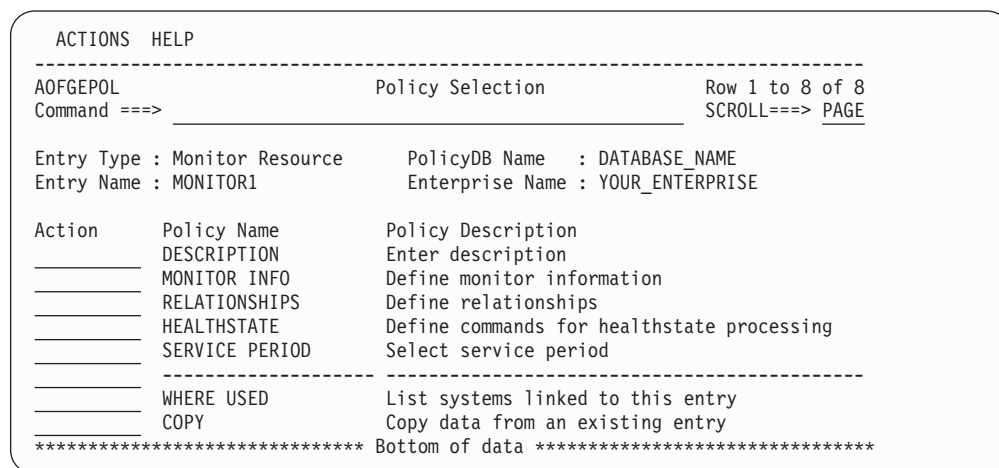 ACTIONS HELP
-------------------------------------------------------------------------------
AOFGEPOL Policy Selection Row 1 to 8 of 8
Command ===> SCROLL===> PAGE
Entry Type : Monitor Resource PolicyDB Name : DATABASE_NAME
Entry Name : MONITOR1 Enterprise Name : YOUR_ENTERPRISE
Action Policy Name Policy Description
DESCRIPTION Enter description
MONITOR INFO Define monitor information
RELATIONSHIPS Define relationships
HEALTHSTATE Define commands for healthstate processing
SERVICE PERIOD Select service period
-------------------- ---------------------------------------------
WHERE USED List systems linked to this entry
COPY Copy data from an existing entry
******************************* Bottom of data ********************************